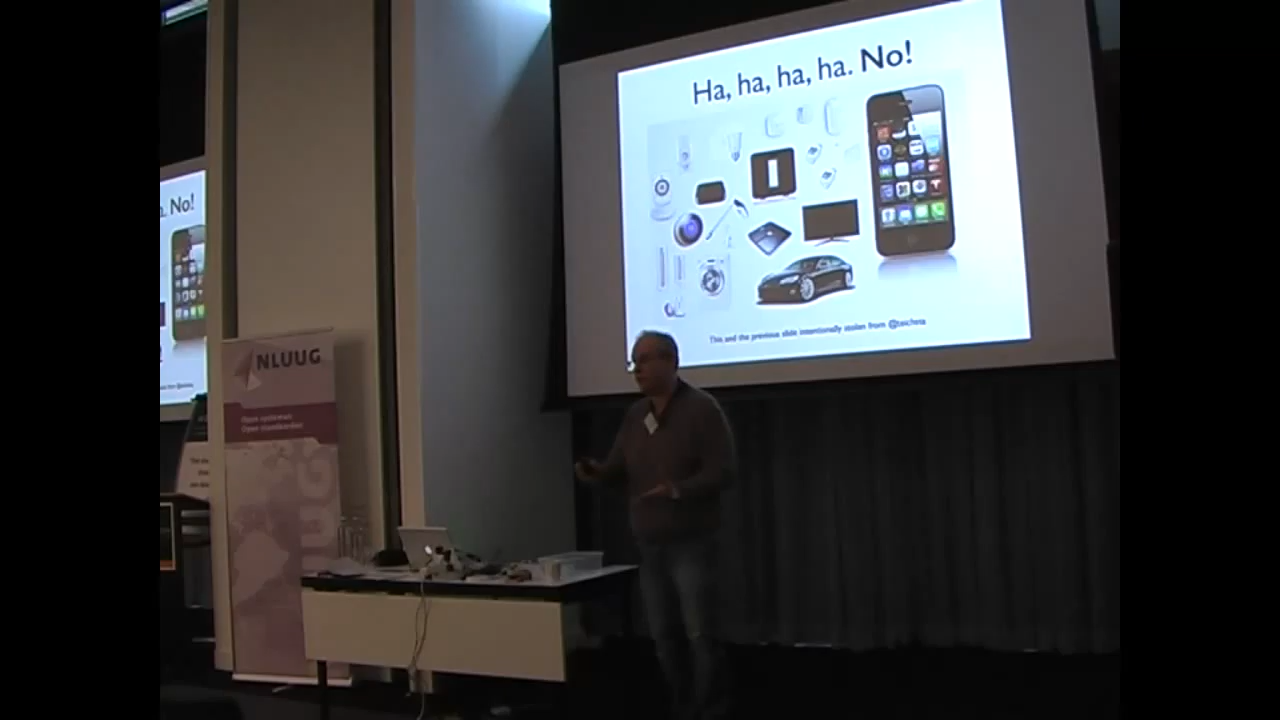 Ha, ha, ha, ha. No!
This and the previous slide intentionally stolen from
a. No!
NLUUG
Open systemen
Open standaarden